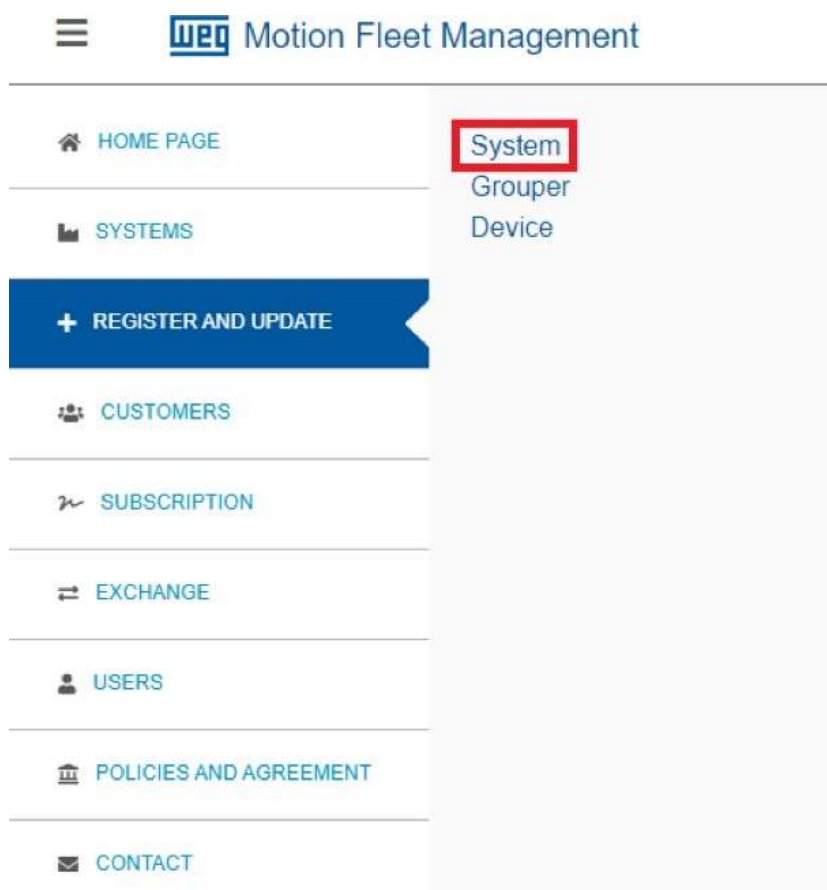 WEG Motion Fleet Management
HOME PAGE
SYSTEMS
REGISTER AND UPDATE
CUSTOMERS
SUBSCRIPTION
EXCHANGE
USERS
POLICIES AND AGREEMENT
CONTACT
System
Grouper
Device